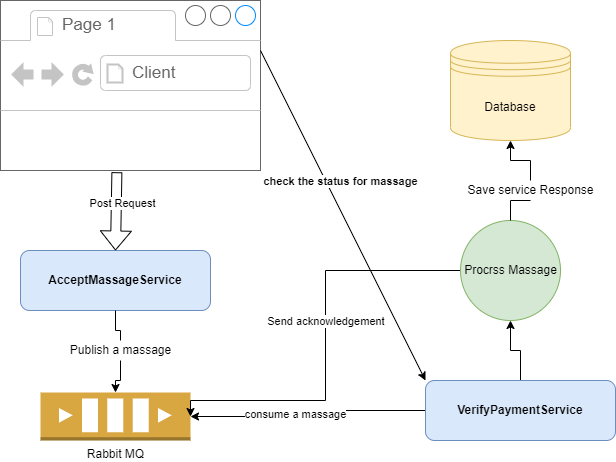 Page 1
Client
Database
check the status for massage
Save service Response
Post Request
AcceptMassageService
Procrss Massage
Send acknowledgement
Publish a massage
consume a massage
VerifyPaymentService
Rabbit MQ